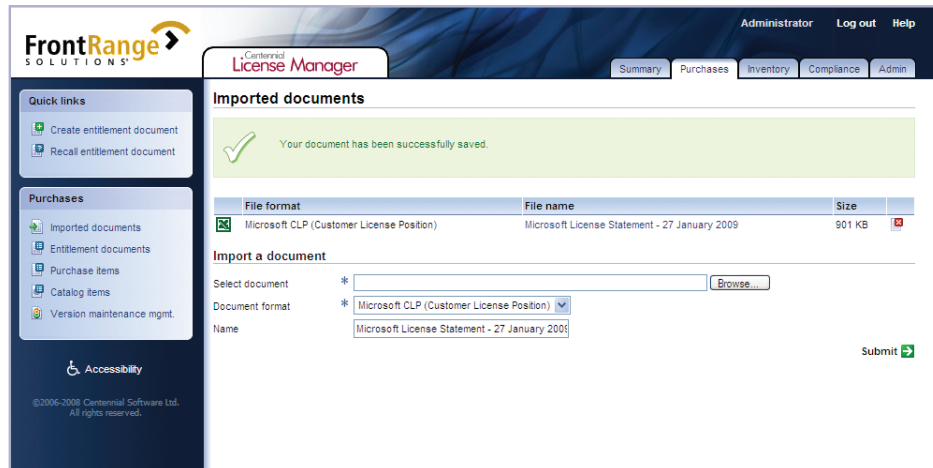 Administrator Log out Help
FrontRange
SOLUTIONS
Centennial
License Manager
Summary Purchases Inventory Compliance Admin
Quick links
Create entitlement document
Recall entitlement document
Purchases
Imported documents
Entitlement documents
Purchase items
Catalog items
Version maintenance mgmt.
Accessibility
©2006-2008 Centennial Software Ltd.
All rights reserved.
Imported documents
Your document has been successfully saved.
File format File name Size
Microsoft CLP (Customer License Position) Microsoft License Statement - 27 January 2009 901 KB
Import a document
Select document * Browse...
Document format * Microsoft CLP (Customer License Position)
Name Microsoft License Statement - 27 January 2009
Submit